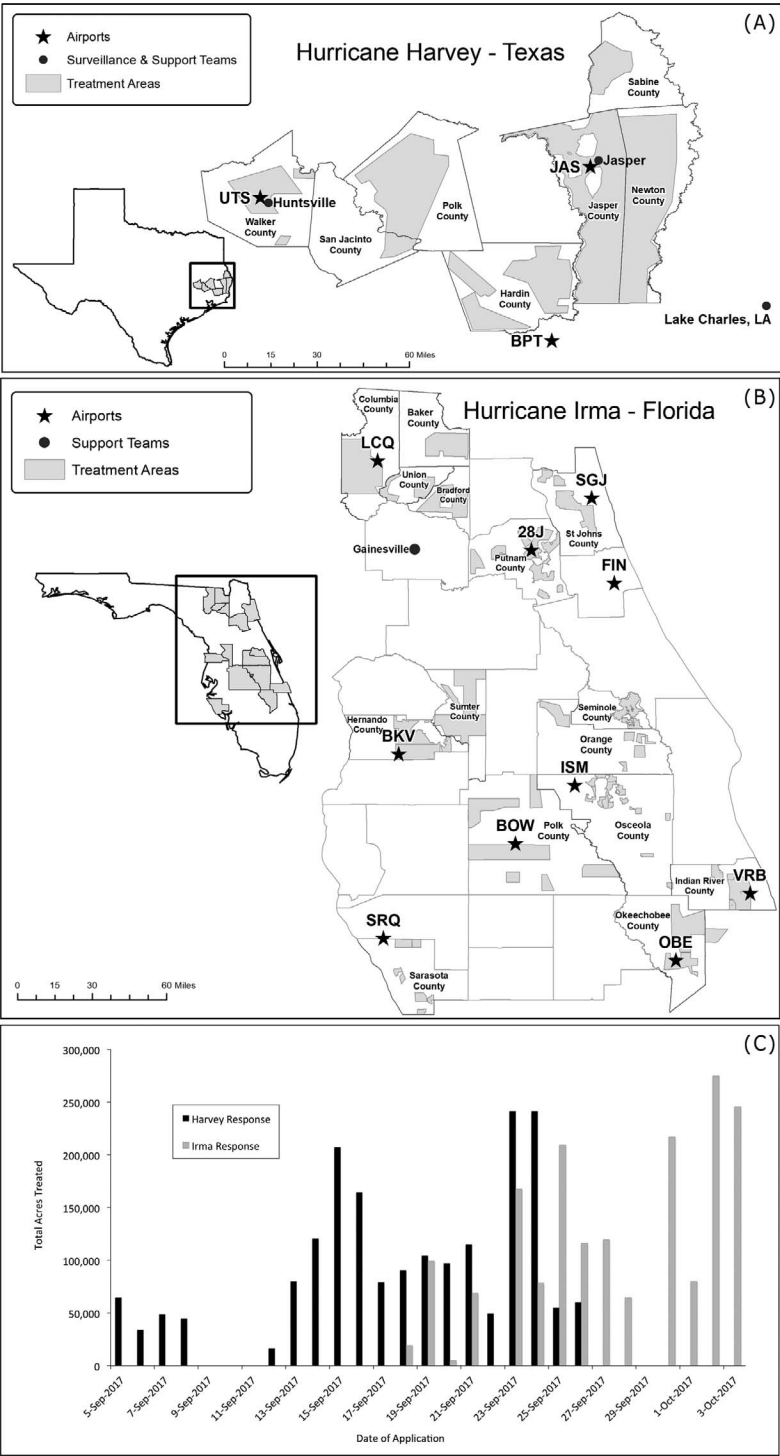 (A)
Airports
Surveillance & Support Teams
Treatment Areas
Hurricane Harvey - Texas
Sabine
County
JAS
Jasper
Jasper
County
Newton
County
UTS
Huntsville
Walker
County
San Jacinto
County
Polk
County
Hardin
County
BPT
Lake Charles, LA
0 15 30 60 Miles
(B)
Airports
Support Teams
Treatment Areas
Hurricane Irma - Florida
Columbia
County
Baker
County
LCQ
Union
County
Bradford
County
SGJ
St Johns
County
Gainesville
28J
Putnam
County
FIN
Hernando
County
BKV
Sumter
County
Seminole
County
Orange
County
ISM
BOW
Polk
County
Osceola
County
Indian River
County
VRB
Okeechobee
County
OBE
SRQ
Sarasota
County
0 15 30 60 Miles
(C)
300,000
250,000
200,000
150,000
100,000
50,000
0
Total Acres Treated
Harvey Response
Irma Response
5-Sep-2017
7-Sep-2017
9-Sep-2017
11-Sep-2017
13-Sep-2017
15-Sep-2017
17-Sep-2017
19-Sep-2017
21-Sep-2017
23-Sep-2017
25-Sep-2017
27-Sep-2017
29-Sep-2017
1-Oct-2017
3-Oct-2017
Date of Application